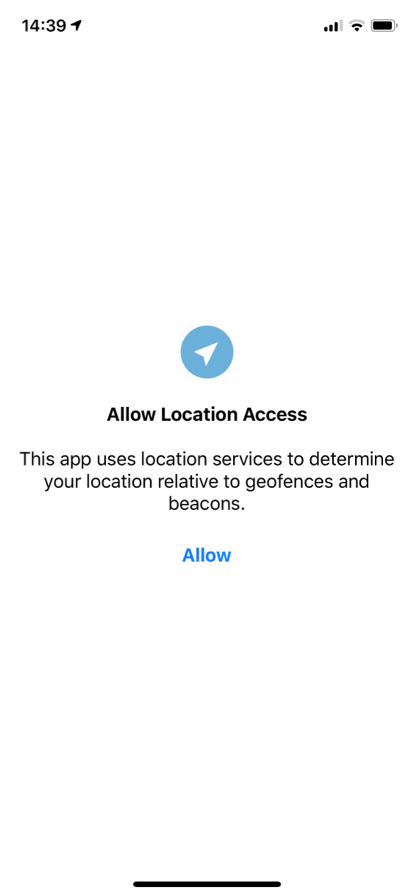 14:39
Allow Location Access
This app uses location services to determine
your location relative to geofences and
beacons.
Allow